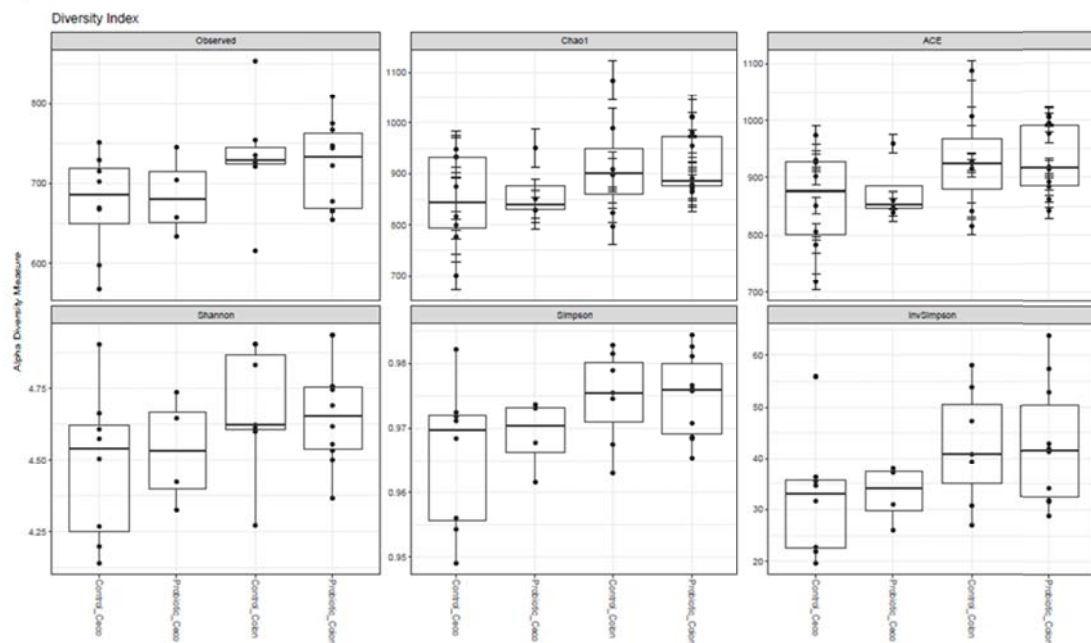 Diversity Index
Observed
Chao1
ACE
800
700
600
1100
1000
900
800
700
1100
1000
900
800
700
Alpha Diversity Measure
Shannon
Simpson
InvSimpson
4.75
4.50
4.25
0.98
0.97
0.96
0.95
60
50
40
30
20
Control_Ceco
Probiotic_Ceco
Control_Colon
Probiotic_Colon
Control_Ceco
Probiotic_Ceco
Control_Colon
Probiotic_Colon
Control_Ceco
Probiotic_Ceco
Control_Colon
Probiotic_Colon